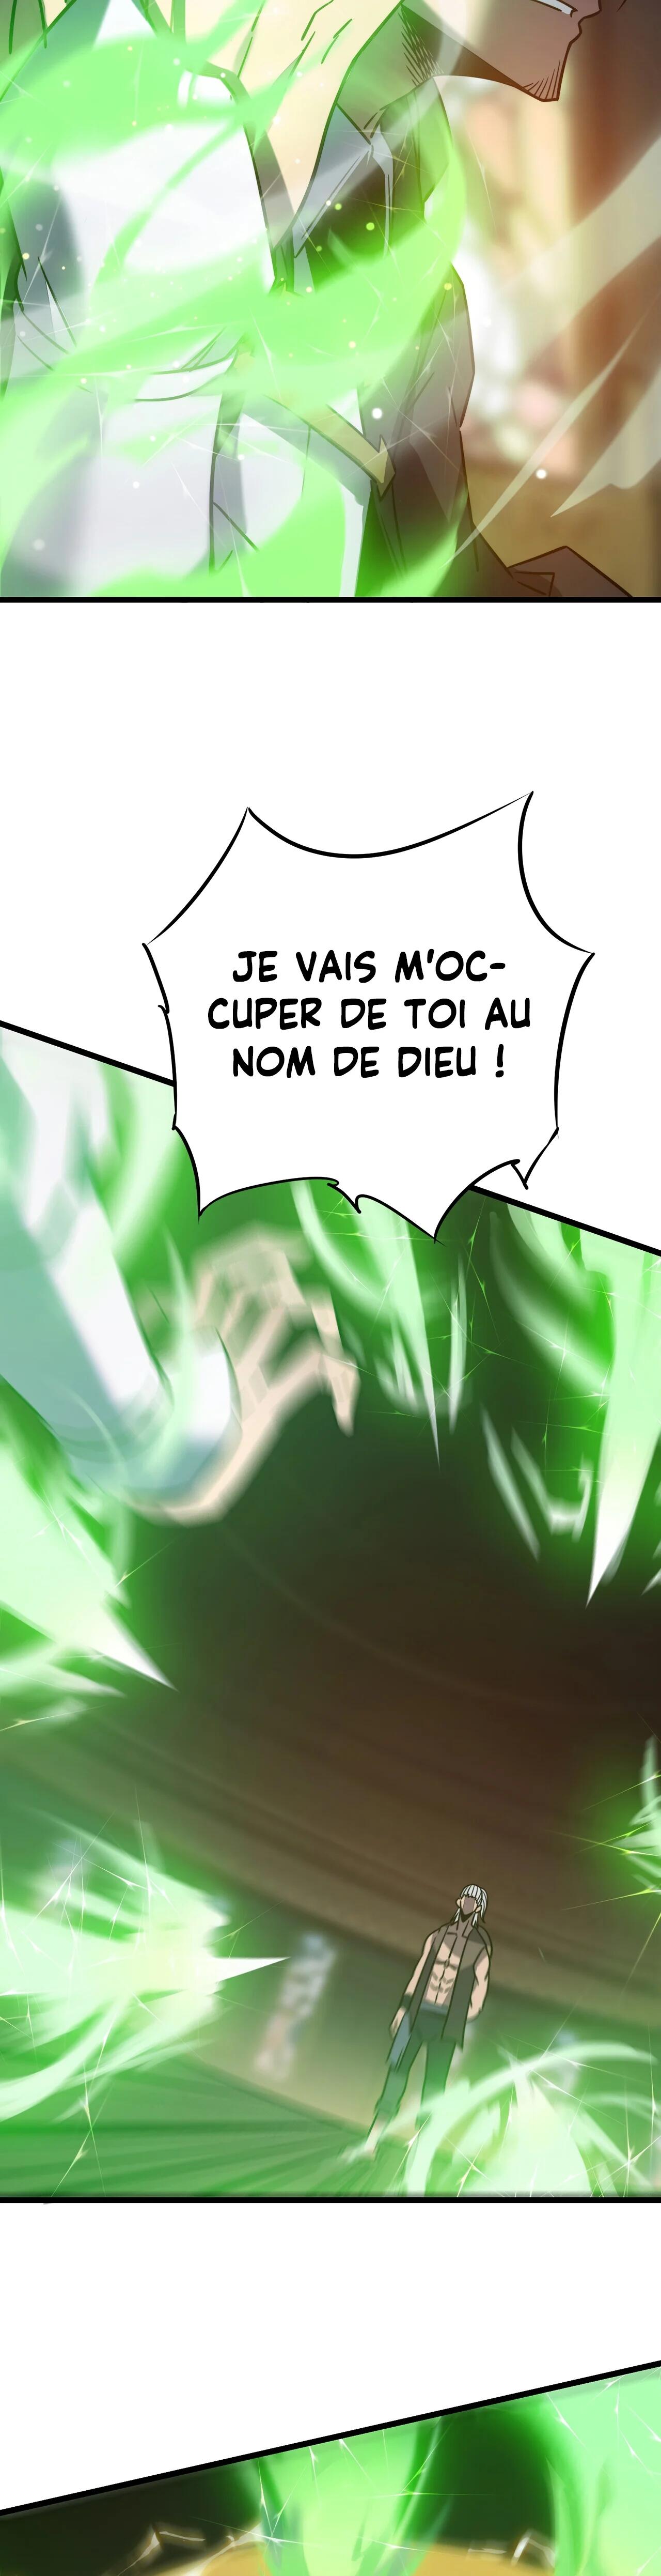 JE VAIS M'OC-
CUPER DE TOI AU
NOM DE DIEU !